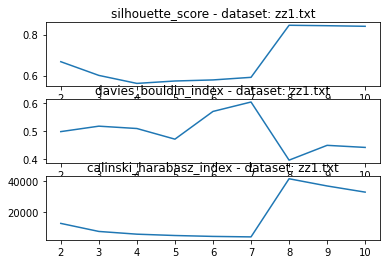 silhouette_score - dataset: zz1.txt
0.8
0.6
2 3 4 5 6 7 8 9 10
davies_bouldin_index - dataset: zz1.txt
0.6
0.5
0.4
2 3 4 5 6 7 8 9 10
calinski_harabasz_index - dataset: zz1.txt
40000
20000
2 3 4 5 6 7 8 9 10